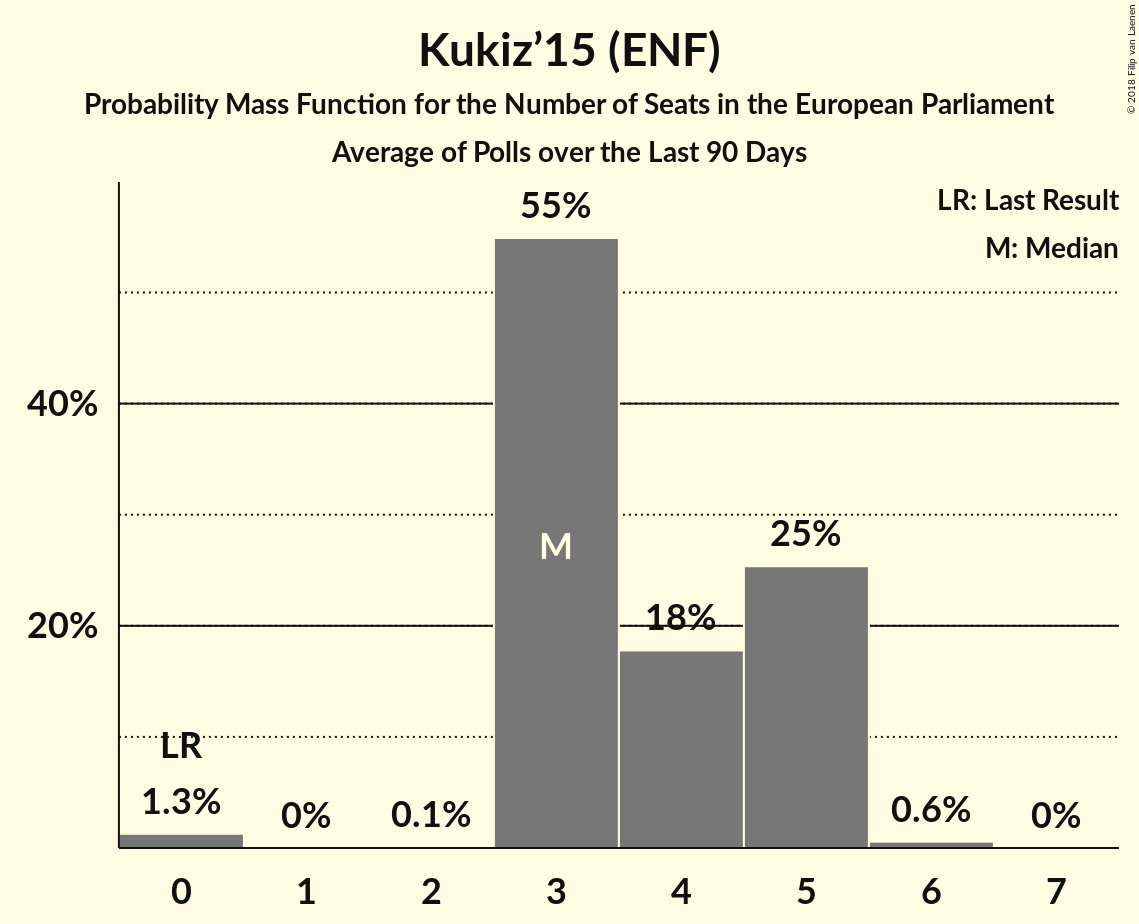 Kukiz’15 (ENF)
Probability Mass Function for the Number of Seats in the European Parliament
Average of Polls over the Last 90 Days
© 2018 Filip van Laenen
LR: Last Result
M: Median
55%
40%
M
25%
20%
18%
LR
1.3%
0%
0.1%
0.6%
0%
0 1 2 3 4 5 6 7